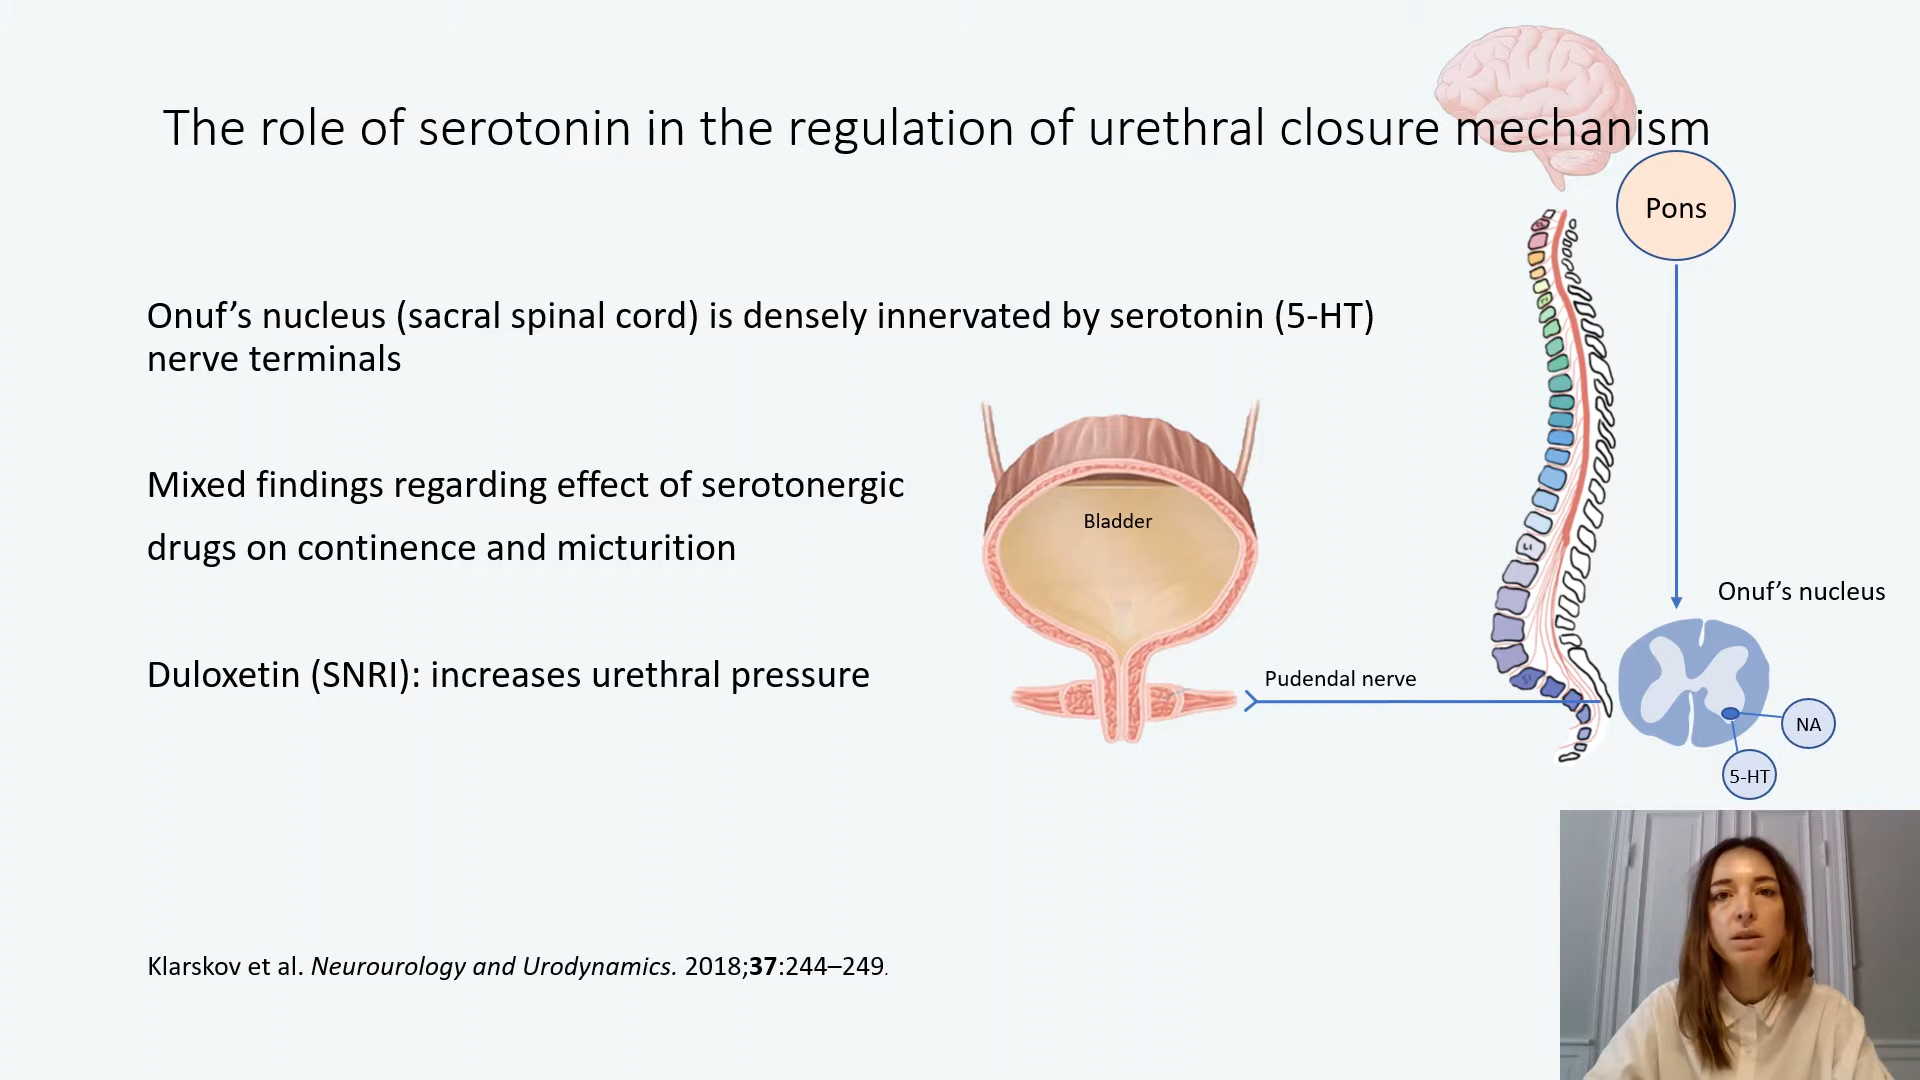 The role of serotonin in the regulation of urethral closure mechanism
Pons
Onuf’s nucleus (sacral spinal cord) is densely innervated by serotonin (5-HT)
nerve terminals
Mixed findings regarding effect of serotonergic
drugs on continence and micturition
Bladder
Onuf’s nucleus
Duloxetin (SNRI): increases urethral pressure
Pudendal nerve
NA
5-HT
Klarskov et al. Neurourology and Urodynamics. 2018;37:244–249.